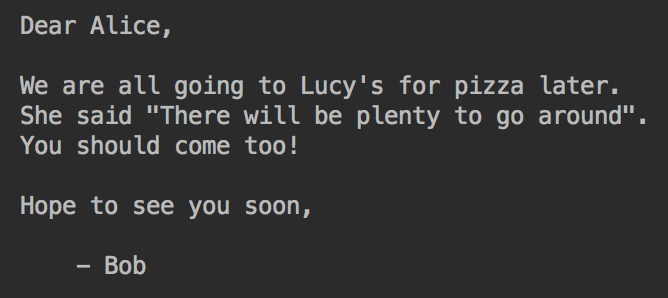 Dear Alice,

We are all going to Lucy's for pizza later.
She said "There will be plenty to go around".
You should come too!

Hope to see you soon,

    – Bob